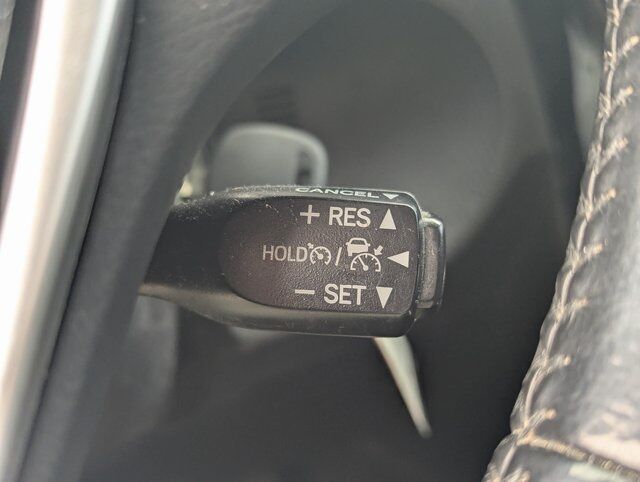 CANCEL
+ RES
HOLD /
− SET